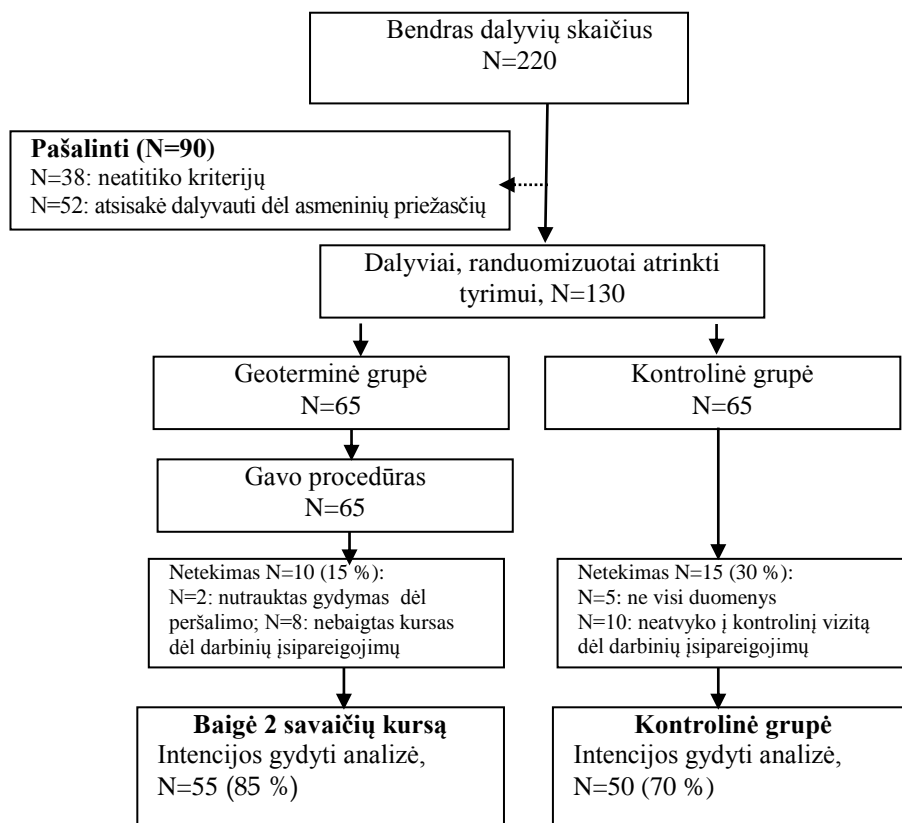 Bendras dalyvių skaičius
N=220
Pašalinti (N=90)
N=38: neatitiko kriterijų
N=52: atsisakė dalyvauti dėl asmeninių priežasčių
Dalyviai, randuomizuotai atrinkti
tyrimui, N=130
Geoterminė grupė
N=65
Kontrolinė grupė
N=65
Gavo procedūras
N=65
Netekimas N=10 (15 %):
N=2: nutrauktas gydymas dėl
peršalimo; N=8: nebaigtas kursas
dėl darbinių įsipareigojimų
Netekimas N=15 (30 %):
N=5: ne visi duomenys
N=10: neatvyko į kontrolinį vizitą
dėl darbinių įsipareigojimų
Baigė 2 savaičių kursą
Intencijos gydyti analizė,
N=55 (85 %)
Kontrolinė grupė
Intencijos gydyti analizė,
N=50 (70 %)